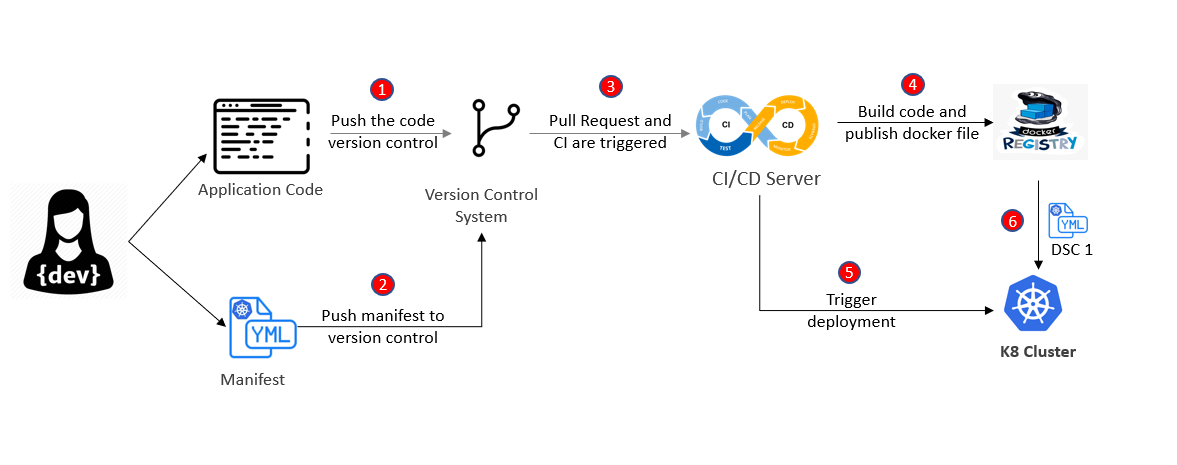 1
Push the code
version control
Application Code
{dev}
2
Push manifest to
version control
YML
Manifest
Version Control
System
3
Pull Request and
CI are triggered
CI
CD
TEST
CI/CD Server
4
Build code and
publish docker file
docker
REGISTRY
5
Trigger
deployment
6
YML
DSC 1
K8 Cluster